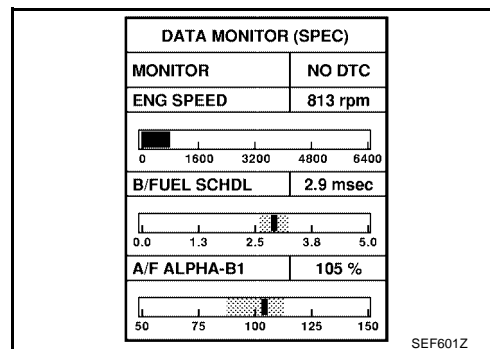 DATA MONITOR (SPEC)
MONITOR NO DTC
ENG SPEED 813 rpm
0 1600 3200 4800 6400
B/FUEL SCHDL 2.9 msec
0.0 1.3 2.5 3.8 5.0
A/F ALPHA-B1 105 %
50 75 100 125 150
SEF601Z